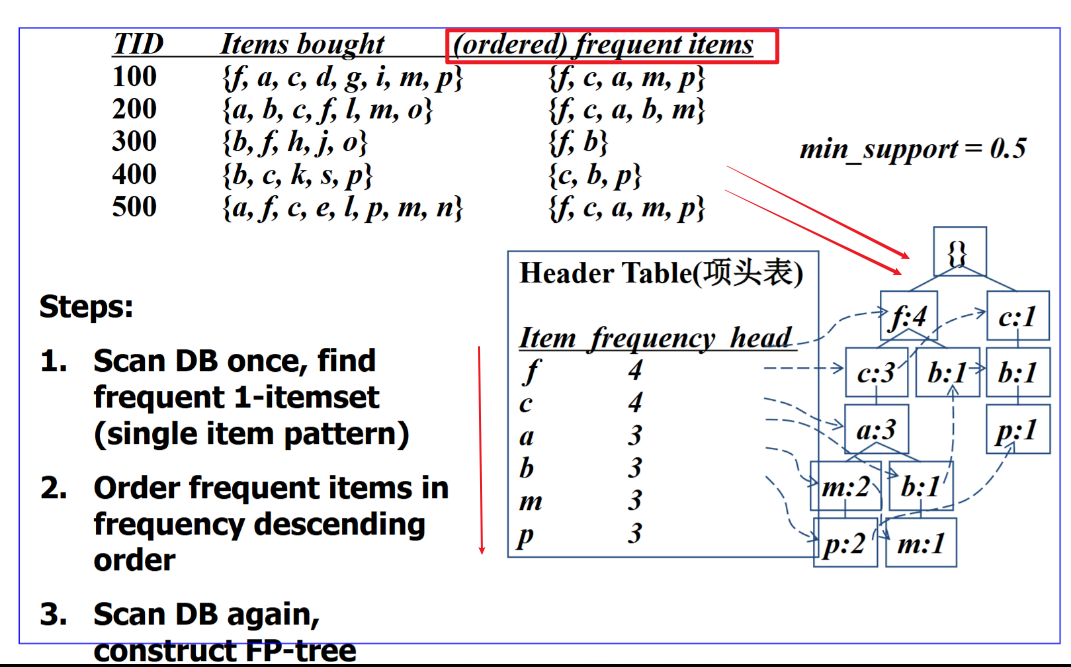 TID Items bought (ordered) frequent items
100 {f, a, c, d, g, i, m, p} {f, c, a, m, p}
200 {a, b, c, f, l, m, o} {f, c, a, b, m}
300 {b, f, h, j, o} {f, b}
400 {b, c, k, s, p} {c, b, p}
500 {a, f, c, e, l, p, m, n} {f, c, a, m, p}
min_support = 0.5
Steps:
1. Scan DB once, find
frequent 1-itemset
(single item pattern)
2. Order frequent items in
frequency descending
order
3. Scan DB again,
construct FP-tree
Header Table(项头表)
Item frequency head
f 4
c 4
a 3
b 3
m 3
p 3
{}
f:4 c:1
c:3 b:1 b:1
a:3 p:1
m:2 b:1
p:2 m:1